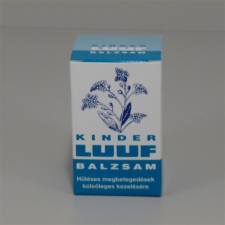 KINDER
LUUF
BALZSAM
Hűléses megbetegedések
külsőleges kezelésére